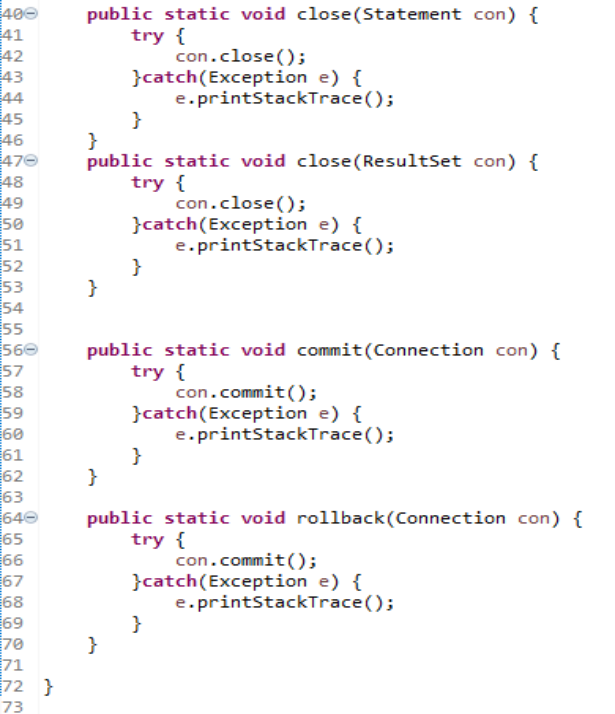 40 public static void close(Statement con) {
41 try {
42 con.close();
43 }catch(Exception e) {
44 e.printStackTrace();
45 }
46 }
47 public static void close(ResultSet con) {
48 try {
49 con.close();
50 }catch(Exception e) {
51 e.printStackTrace();
52 }
53 }
54
55
56 public static void commit(Connection con) {
57 try {
58 con.commit();
59 }catch(Exception e) {
60 e.printStackTrace();
61 }
62 }
63
64 public static void rollback(Connection con) {
65 try {
66 con.commit();
67 }catch(Exception e) {
68 e.printStackTrace();
69 }
70 }
71
72 }
73